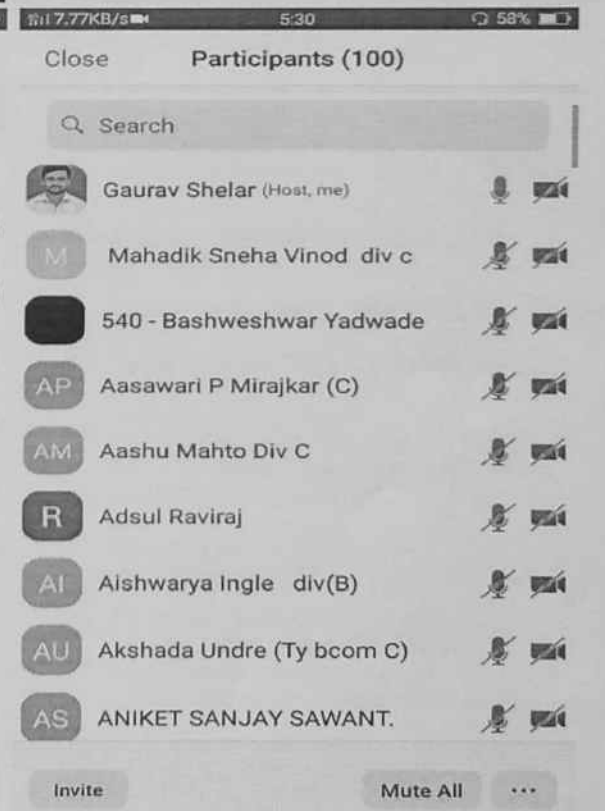 7.77KB/s 5:30 58%
Close Participants (100)
Search
Gaurav Shelar (Host, me)
M Mahadik Sneha Vinod div c
540 - Bashweshwar Yadwade
AP Aasawari P Mirajkar (C)
AM Aashu Mahto Div C
R Adsul Raviraj
AI Aishwarya Ingle div(B)
AU Akshada Undre (Ty bcom C)
AS ANIKET SANJAY SAWANT.
Invite Mute All ...